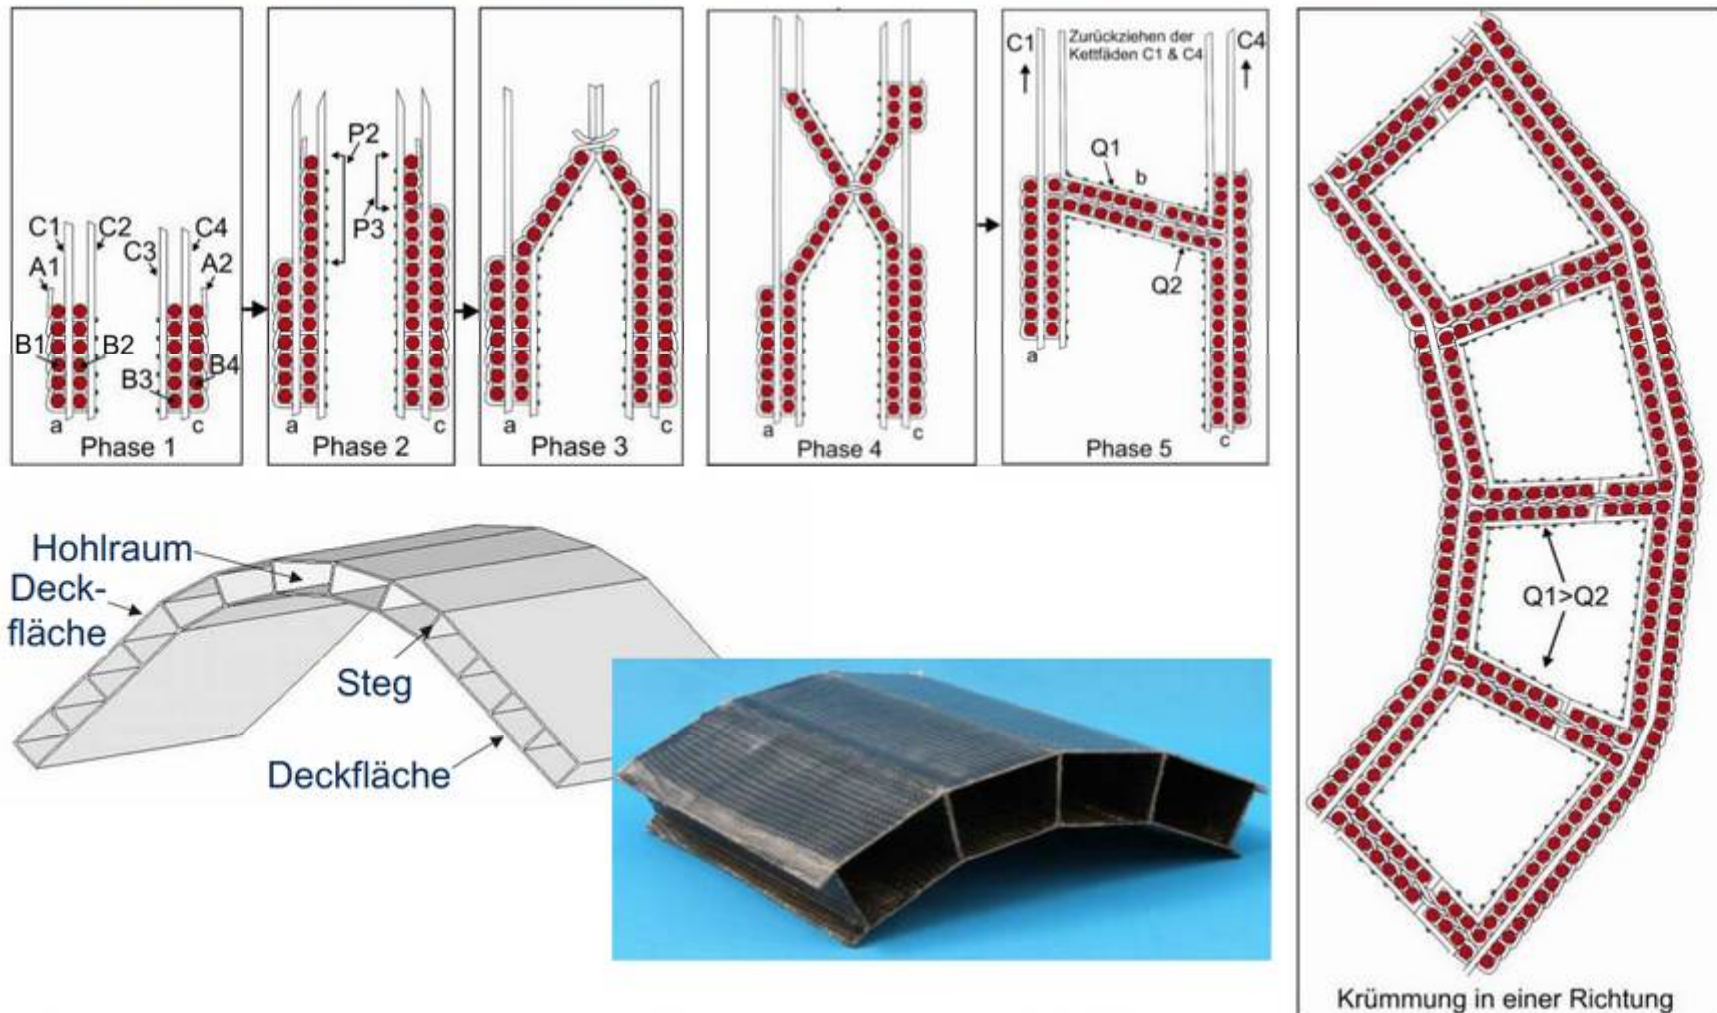 C1
C2
A1
B1
B2
a
C3
C4
A2
B3
B4
c
Phase 1
P2
P3
a
c
Phase 2
a
c
Phase 3
a
c
Phase 4
C1
Zurückziehen der
Kettfäden C1 & C4
C4
Q1
b
Q2
a
c
Phase 5
Hohlraum
Deck-
fläche
Steg
Deckfläche
Q1>Q2
Krümmung in einer Richtung